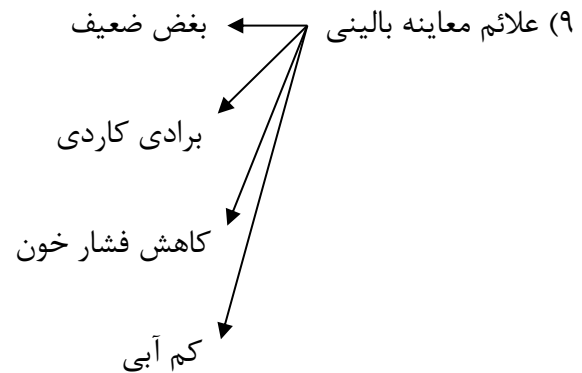 ۹) علائم معاینه بالینی
بغض ضعیف
برادی کاردی
کاهش فشار خون
کم آبی